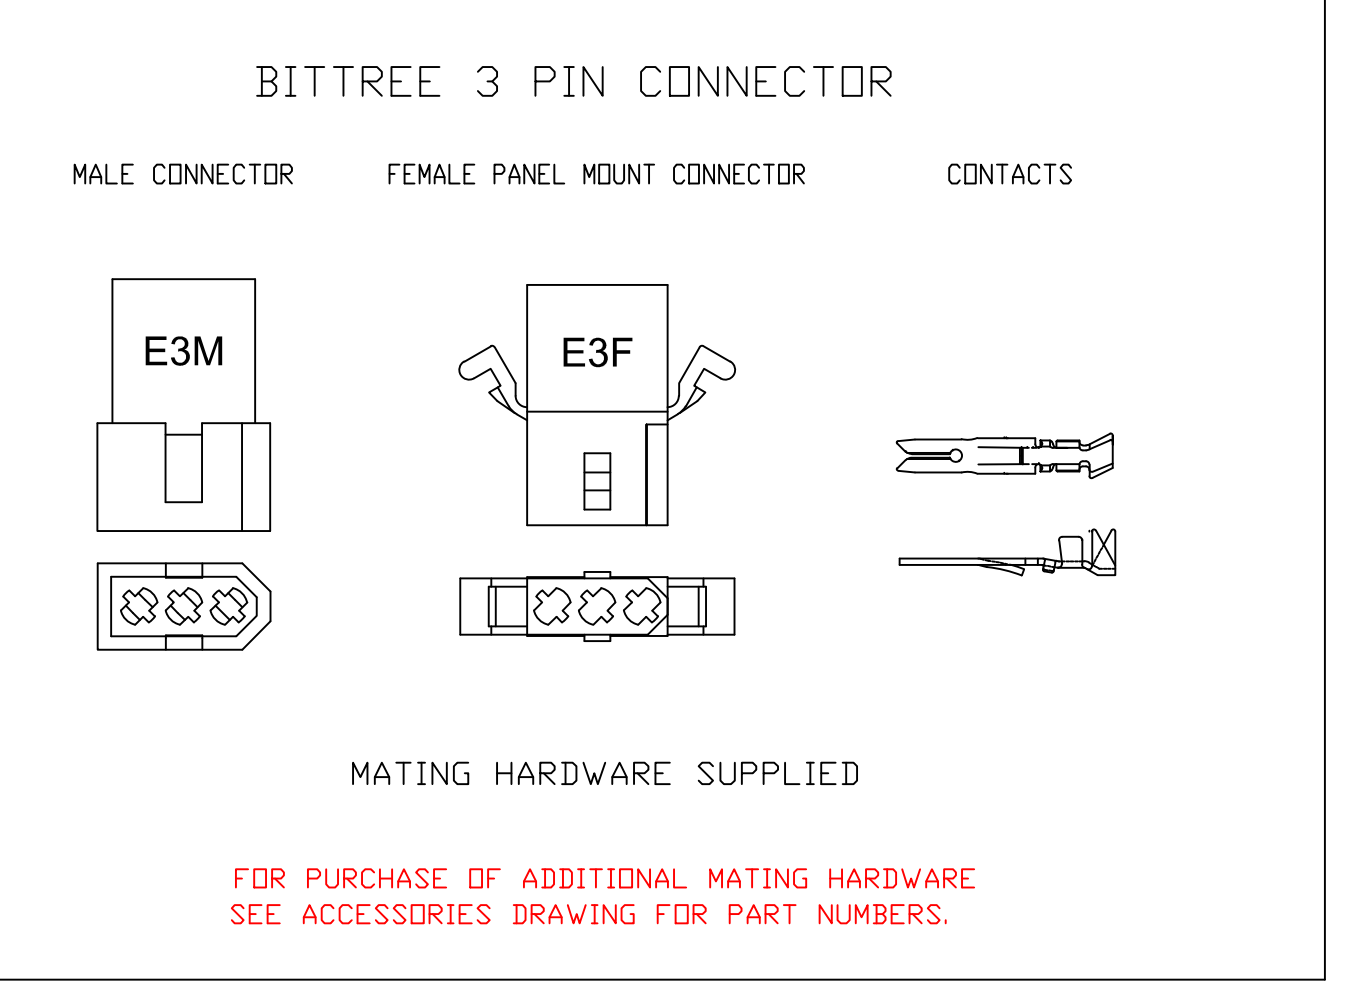 BITTREE 3 PIN CONNECTOR
MALE CONNECTOR
FEMALE PANEL MOUNT CONNECTOR
CONTACTS
E3M
E3F
MATING HARDWARE SUPPLIED
FOR PURCHASE OF ADDITIONAL MATING HARDWARE
SEE ACCESSORIES DRAWING FOR PART NUMBERS.